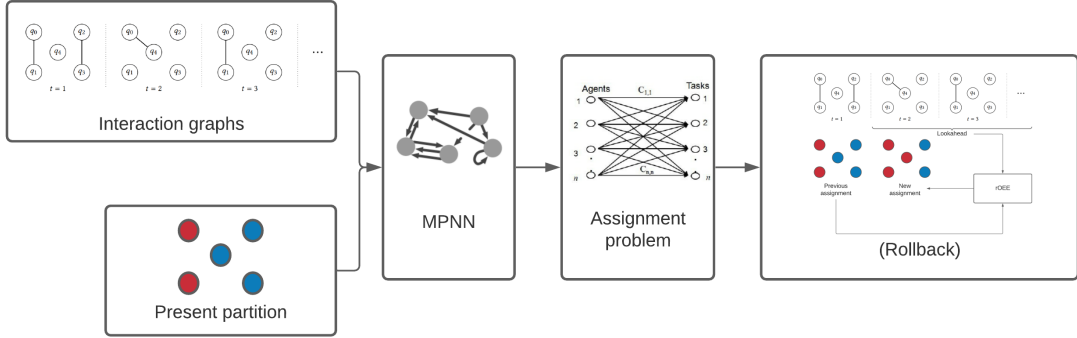 q₀ q₂ q₀ q₂ q₀ q₂
q₄ q₄ q₄ ...
q₁ q₃ q₁ q₃ q₁ q₃
t = 1 t = 2 t = 3
Interaction graphs
Present partition
MPNN
Agents Tasks
C₁,₁
1 1
2 2
3 3
n n
Cₙ,ₙ
Assignment
problem
q₀ q₂ q₀ q₂ q₀ q₂
q₄ q₄ q₄ ...
q₁ q₃ q₁ q₃ q₁ q₃
t = 1 t = 2 t = 3
Lookahead
Previous
assignment
New
assignment
rOEE
(Rollback)